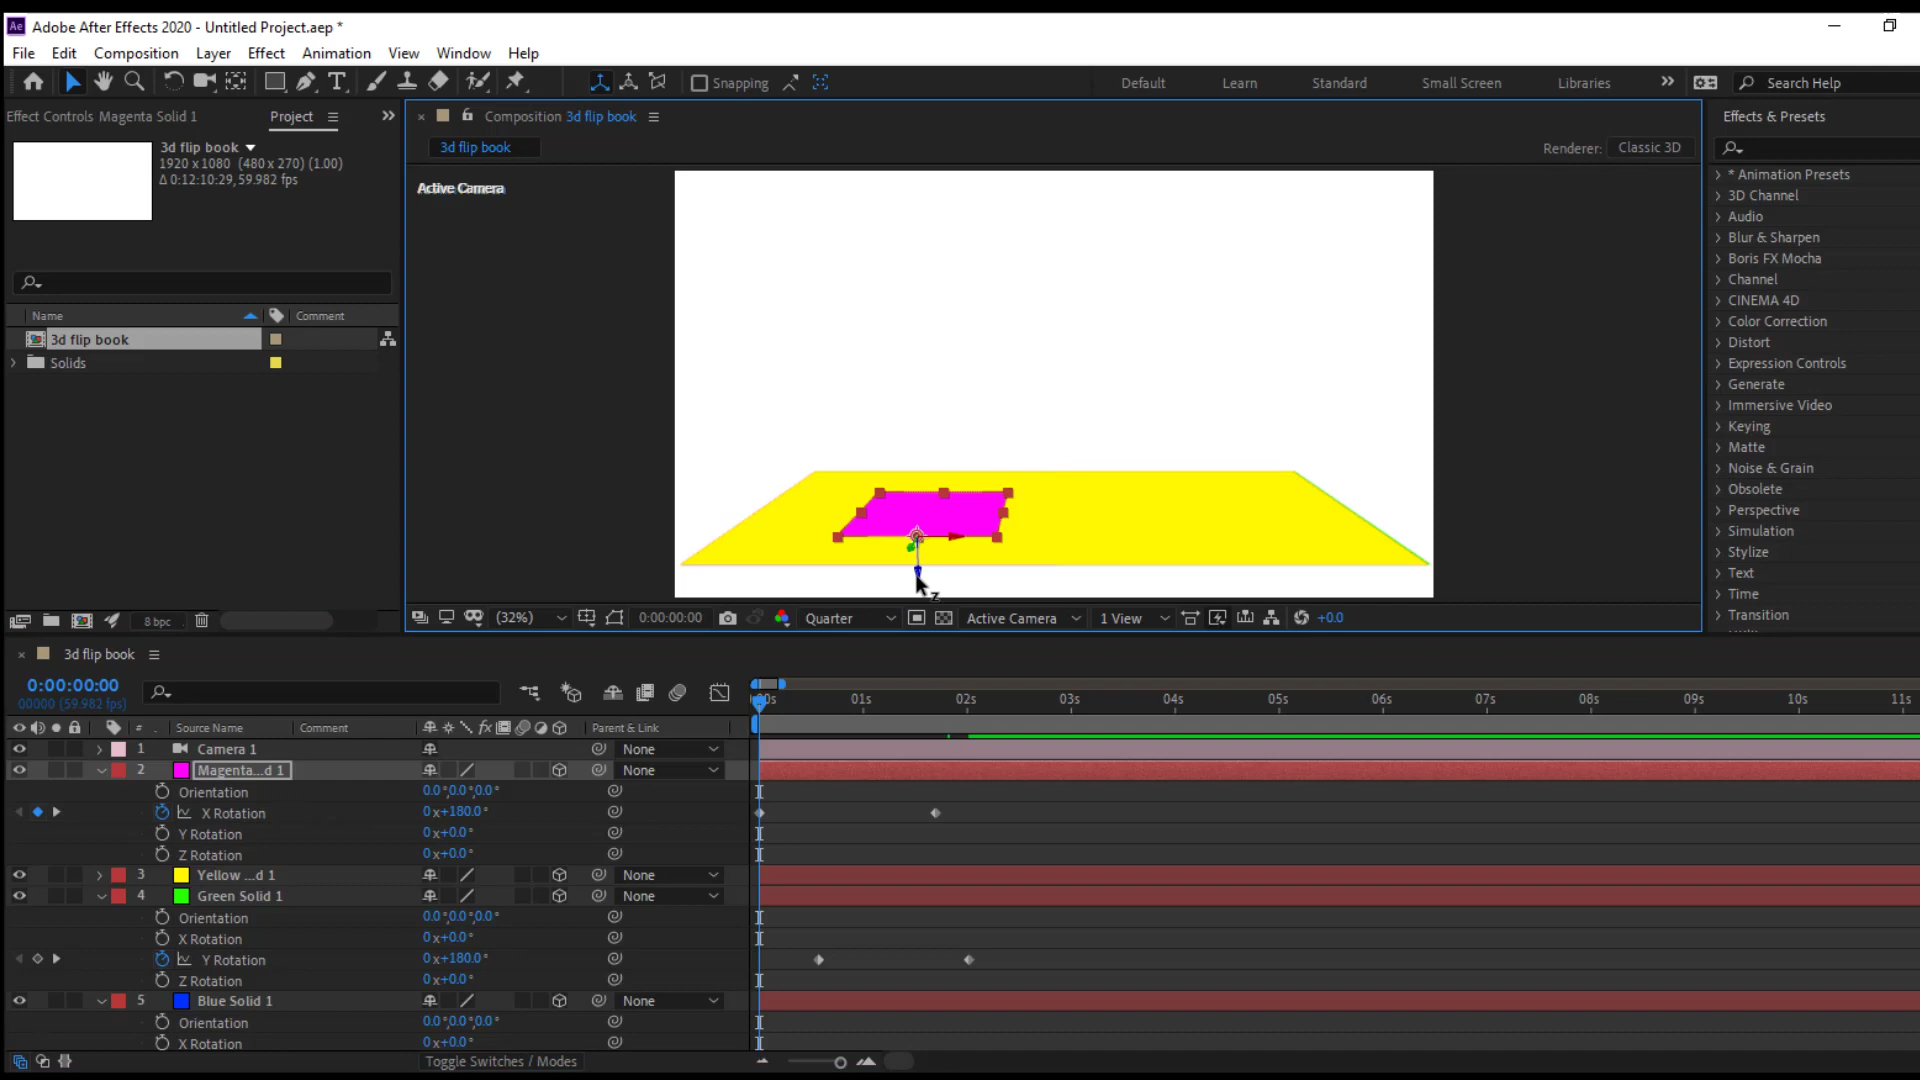 Ae Adobe After Effects 2020 - Untitled Project.aep *
File Edit Composition Layer Effect Animation View Window Help
Snapping Default Learn Standard Small Screen Libraries Search Help
Effect Controls Magenta Solid 1 Project
3d flip book
1920 x 1080 (480 x 270) (1.00)
Δ 0:12:10:29, 59.982 fps
Name Comment
3d flip book
Solids
8 bpc
Composition 3d flip book
3d flip book
Renderer: Classic 3D
Active Camera
z
(32%) 0:00:00:00 Quarter Active Camera 1 View +0.0
Effects & Presets
* Animation Presets
3D Channel
Audio
Blur & Sharpen
Boris FX Mocha
Channel
CINEMA 4D
Color Correction
Distort
Expression Controls
Generate
Immersive Video
Keying
Matte
Noise & Grain
Obsolete
Perspective
Simulation
Stylize
Text
Time
Transition
3d flip book
0:00:00:00
00000 (59.982 fps)
# Source Name Comment fx Parent & Link
:00s 01s 02s 03s 04s 05s 06s 07s 08s 09s 10s 11s
1 Camera 1 None
2 Magenta...d 1 None
Orientation 0.0°,0.0°,0.0°
X Rotation 0x+180.0°
Y Rotation 0x+0.0°
Z Rotation 0x+0.0°
3 Yellow ...d 1 None
4 Green Solid 1 None
Orientation 0.0°,0.0°,0.0°
X Rotation 0x+0.0°
Y Rotation 0x+180.0°
Z Rotation 0x+0.0°
5 Blue Solid 1 None
Orientation 0.0°,0.0°,0.0°
X Rotation 0x+0.0°
Toggle Switches / Modes